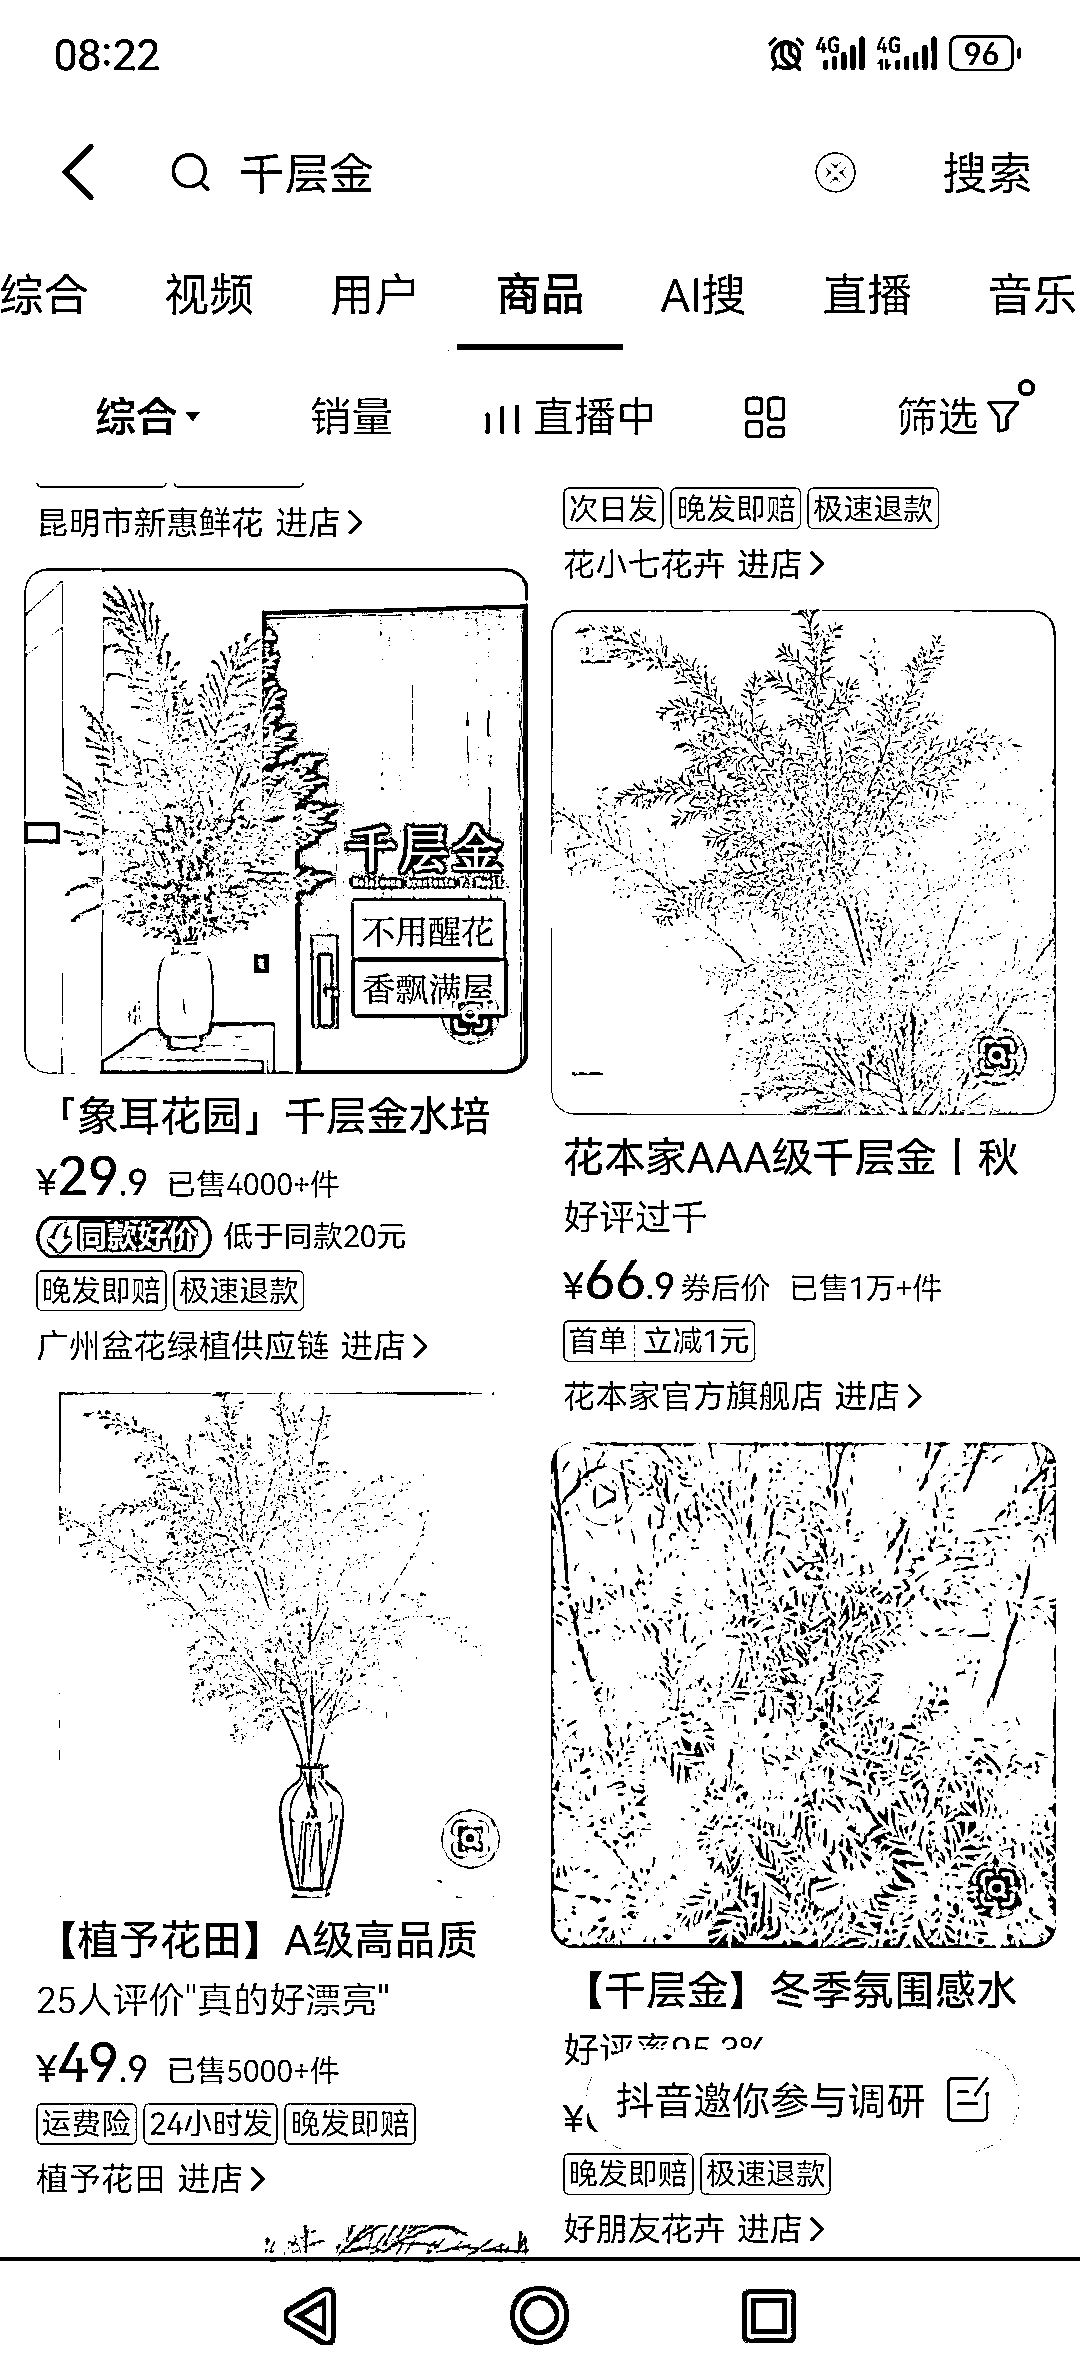 08:22
4G 4G 96
千层金
搜索
综合 视频 用户 商品 AI搜 直播 音乐
综合 销量 直播中 筛选
昆明市新惠鲜花 进店
千层金
不用醒花
香飘满屋
「象耳花园」千层金水培
¥29.9 已售4000+件
同款好价 低于同款20元
晚发即赔 极速退款
广州盆花绿植供应链 进店
【植予花田】A级高品质
25人评价"真的好漂亮"
¥49.9 已售5000+件
运费险 24小时发 晚发即赔
植予花田 进店
次日发 晚发即赔 极速退款
花小七花卉 进店
花本家AAA级千层金丨秋
好评过千
¥66.9 券后价 已售1万+件
首单 立减1元
花本家官方旗舰店 进店
【千层金】冬季氛围感水
好评率95.3%
¥
抖音邀你参与调研
晚发即赔 极速退款
好朋友花卉 进店